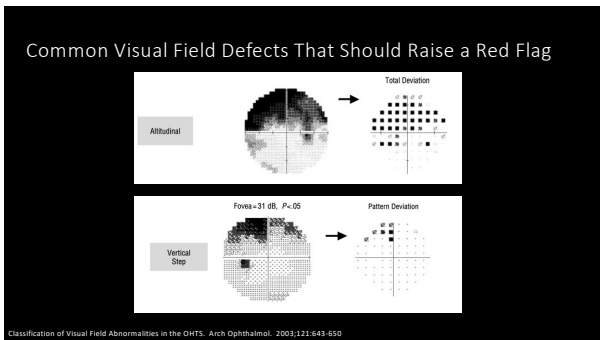 Common Visual Field Defects That Should Raise a Red Flag
Total Deviation
Altitudinal
Fovea = 31 dB, P<.05
Pattern Deviation
Vertical
Step
Classification of Visual Field Abnormalities in the OHTS. Arch Ophthalmol. 2003;121:643-650